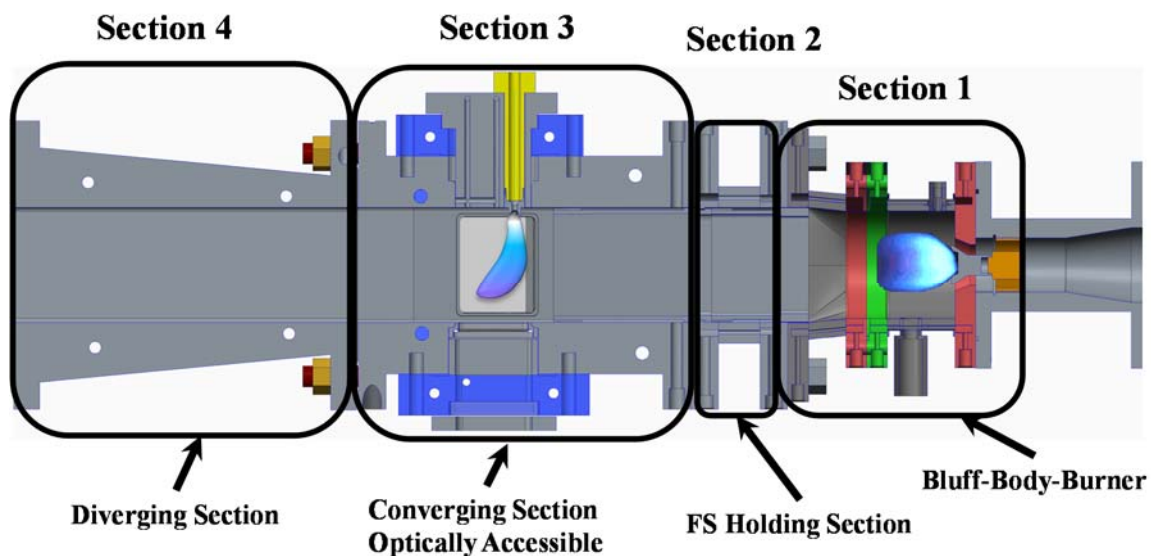 Section 4
Section 3
Section 2
Section 1
Diverging Section
Converging Section
Optically Accessible
FS Holding Section
Bluff-Body-Burner